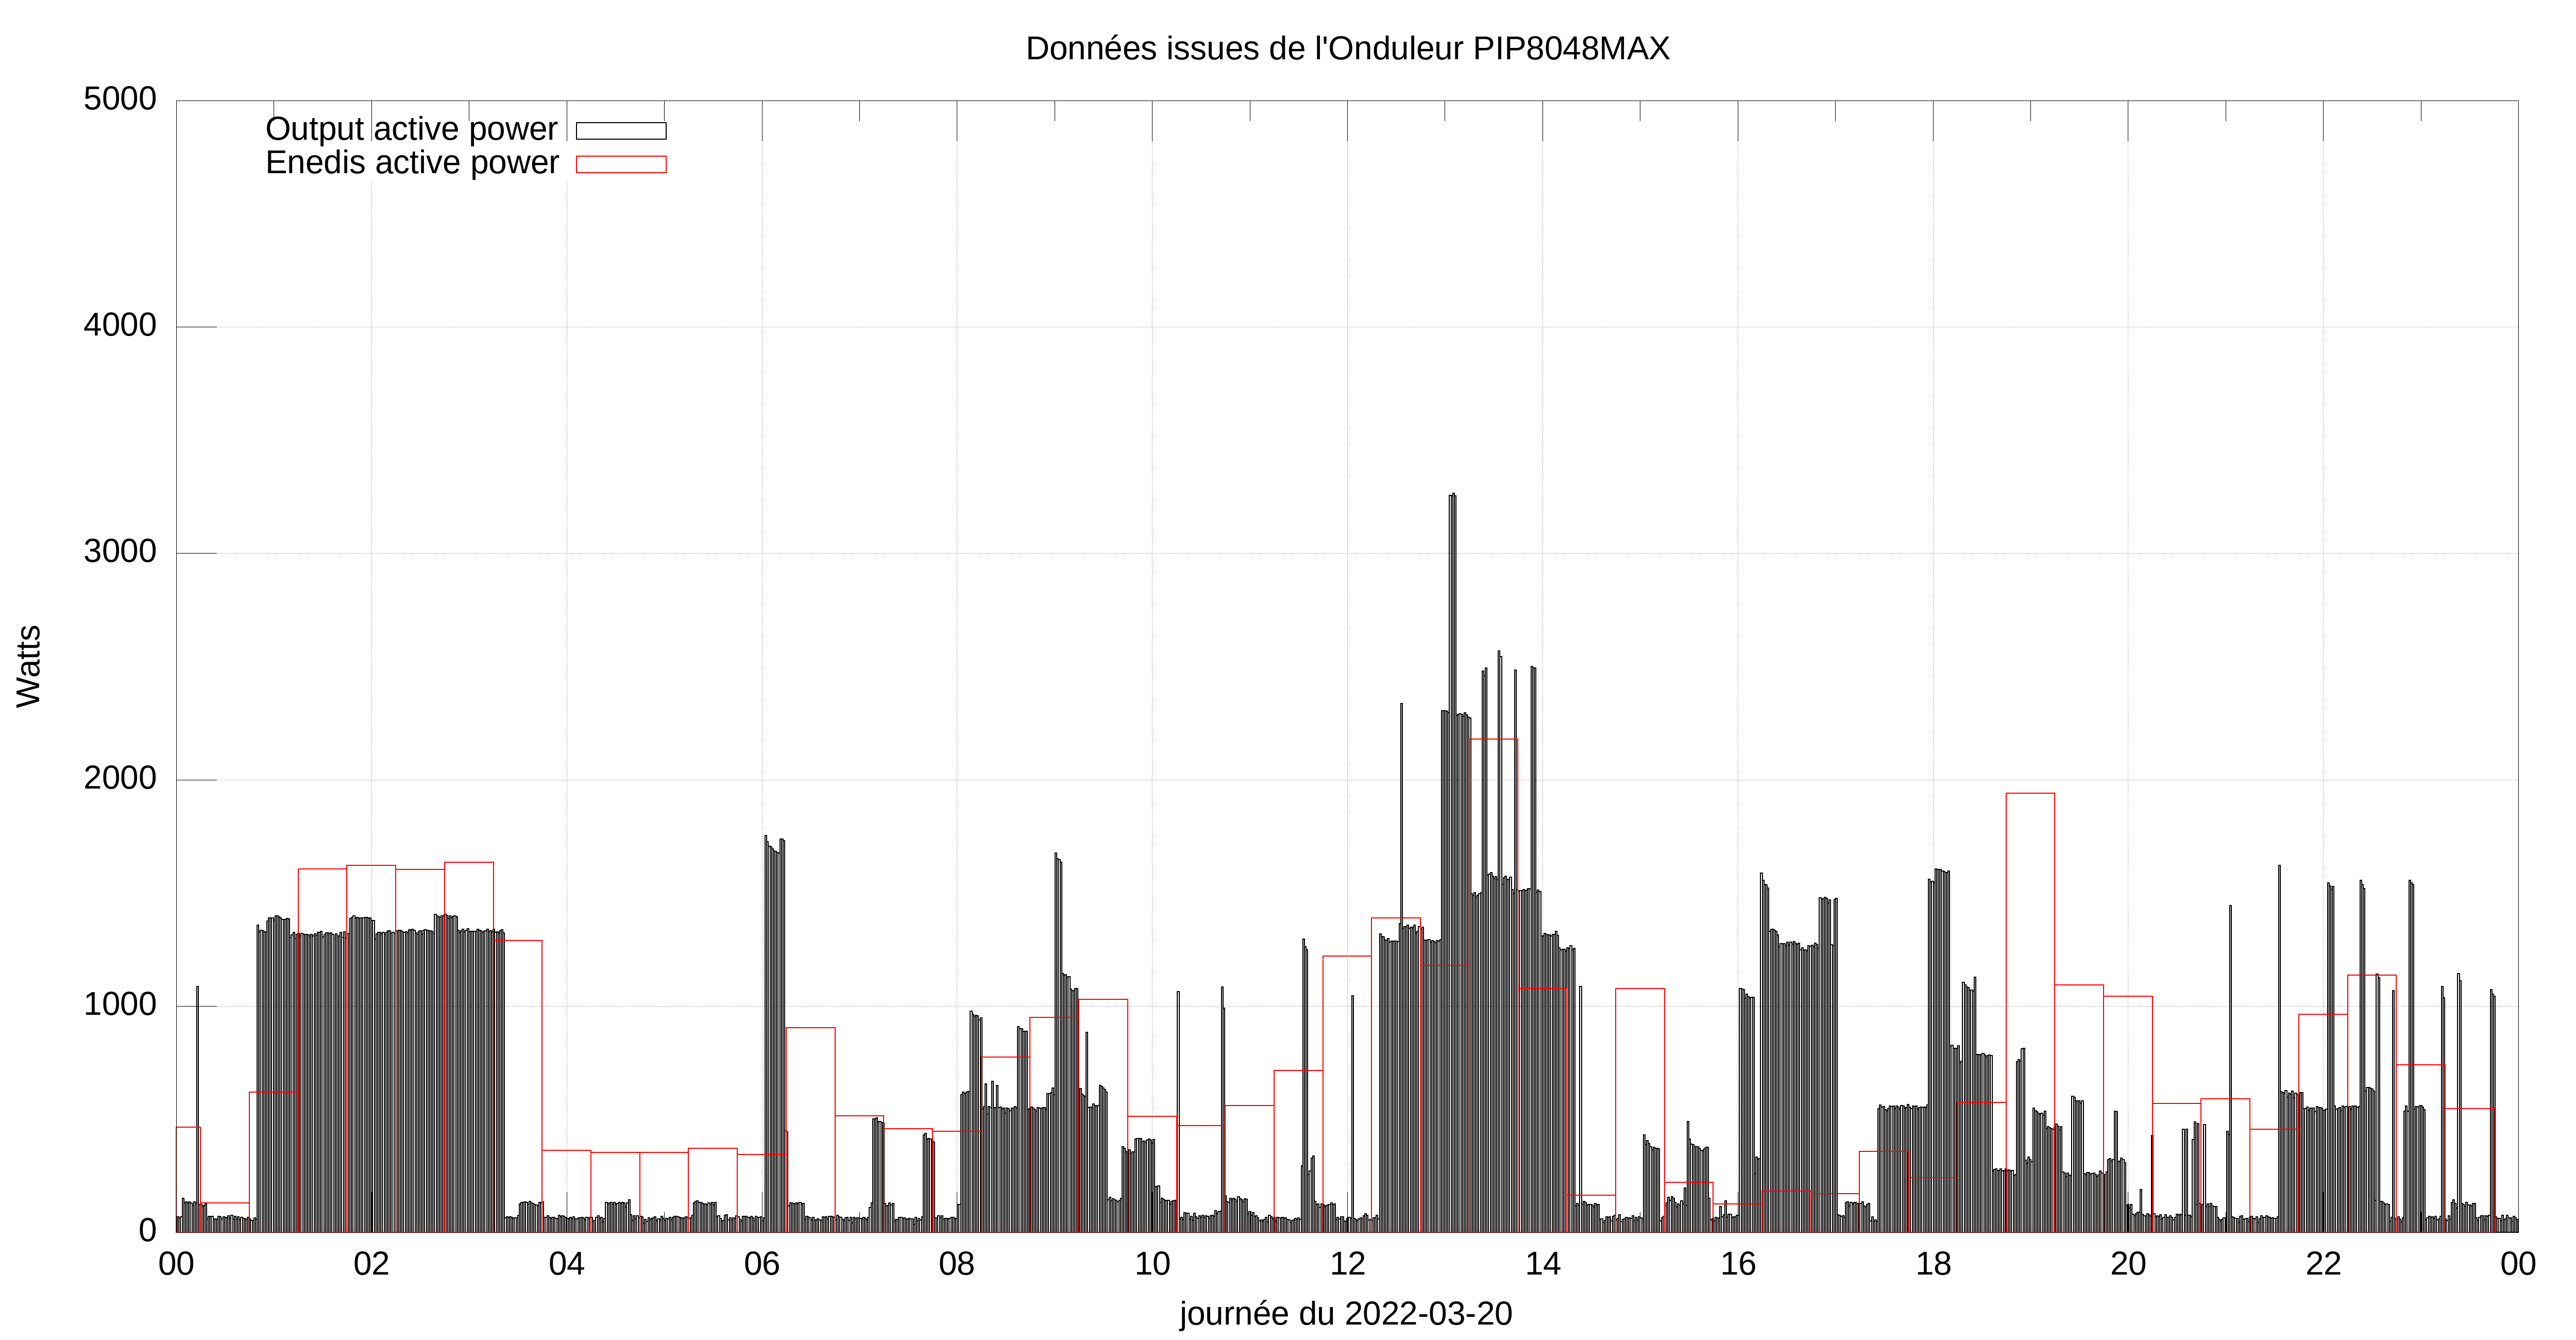 Données issues de l'Onduleur PIP8048MAX
5000
4000
3000
2000
1000
0
Output active power
Enedis active power
Watts
00 02 04 06 08 10 12 14 16 18 20 22 00
journée du 2022-03-20